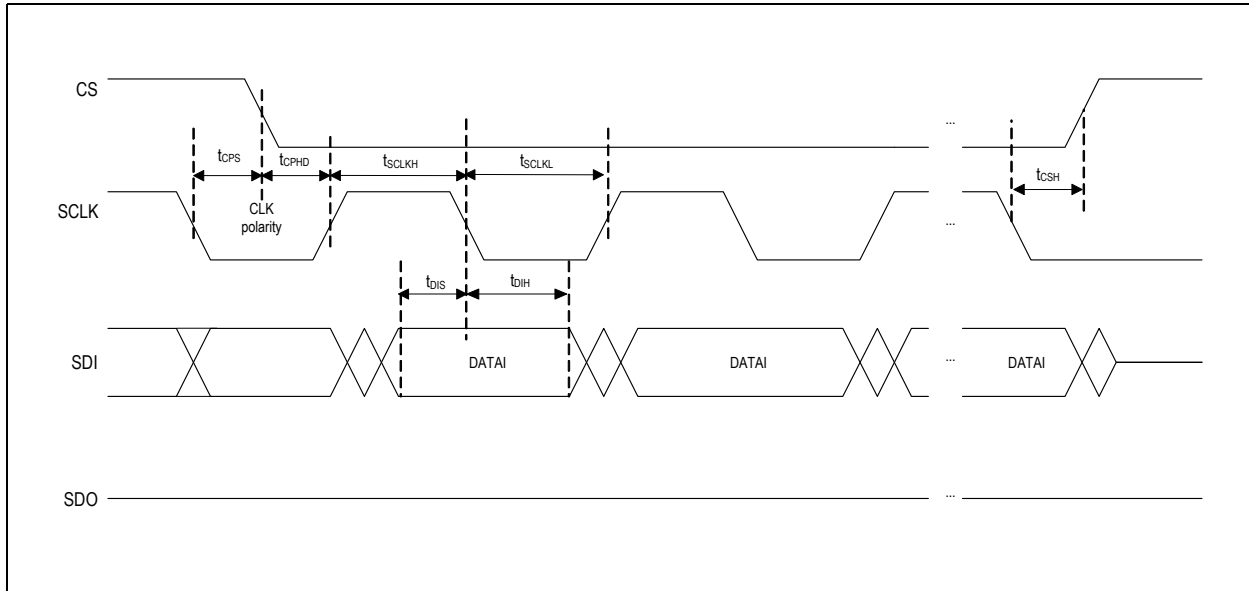 CS
...
tCPS
tCPHD
tSCLKH
tSCLKL
tCSH
SCLK
CLK
polarity
...
tDIS
tDIH
SDI
DATAI
DATAI
...
DATAI
SDO
...